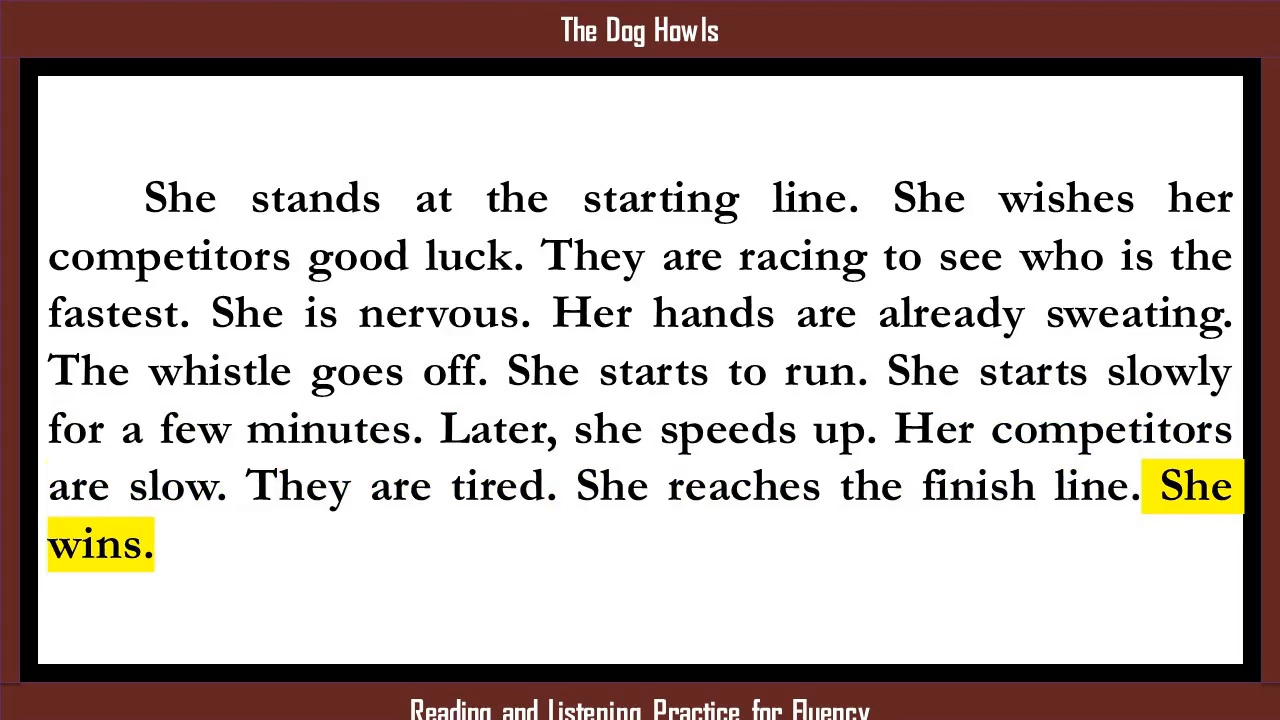 The Dog Howls
She stands at the starting line. She wishes her
competitors good luck. They are racing to see who is the
fastest. She is nervous. Her hands are already sweating.
The whistle goes off. She starts to run. She starts slowly
for a few minutes. Later, she speeds up. Her competitors
are slow. They are tired. She reaches the finish line. She
wins.
Reading and Listening Practice for Fluency